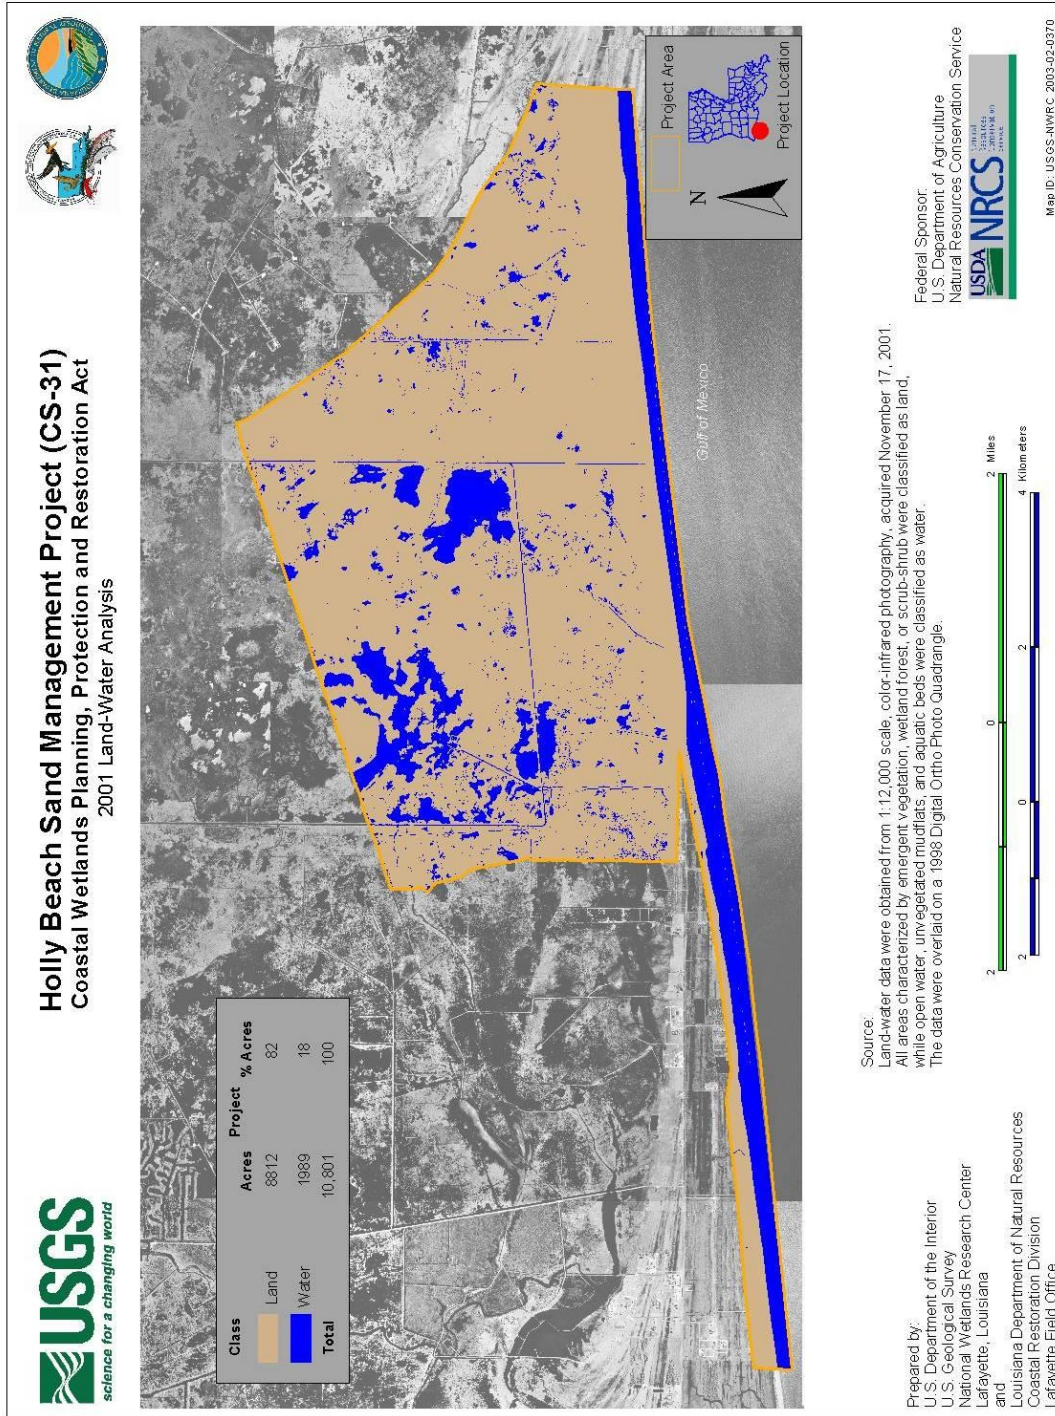 USGS
science for a changing world
Holly Beach Sand Management Project (CS-31)
Coastal Wetlands Planning, Protection and Restoration Act
2001 Land-Water Analysis
Class Acres Project % Acres
Land 8812 82
Water 1989 18
Total 10,801 100
Gulf of Mexico
Project Area
N
Project Location
Prepared by:
U.S. Department of the Interior
U.S. Geological Survey
National Wetlands Research Center
Lafayette, Louisiana
and
Louisiana Department of Natural Resources
Coastal Restoration Division
Lafayette Field Office
Source:
Land-water data were obtained from 1:12,000 scale, color-infrared photography, acquired November 17, 2001.
All areas characterized by emergent vegetation, wetland forest, or scrub-shrub were classified as land,
while open water, unvegetated mudflats, and aquatic beds were classified as water.
The data were overlaid on a 1998 Digital Ortho Photo Quadrangle.
2 0 2 Miles
2 0 2 4 Kilometers
Federal Sponsor:
U.S. Department of Agriculture
Natural Resources Conservation Service
USDA NRCS
Natural
Resources
Conservation
Service
Map ID: USGS-NWRC 2003-02-0370